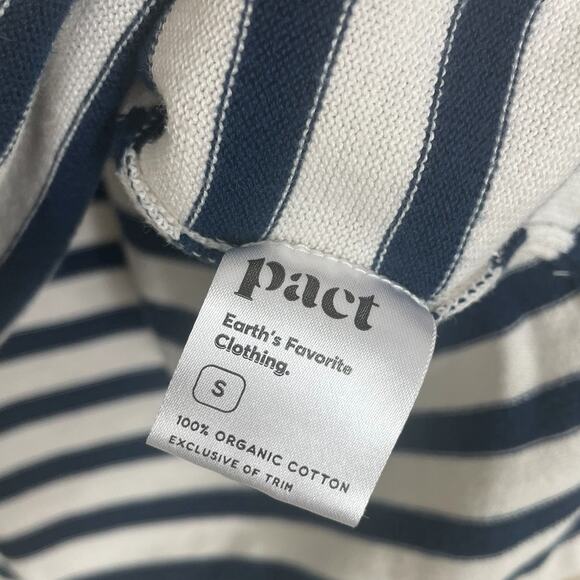 pact
Earth's Favorite
Clothing.
S
100% ORGANIC COTTON
EXCLUSIVE OF TRIM